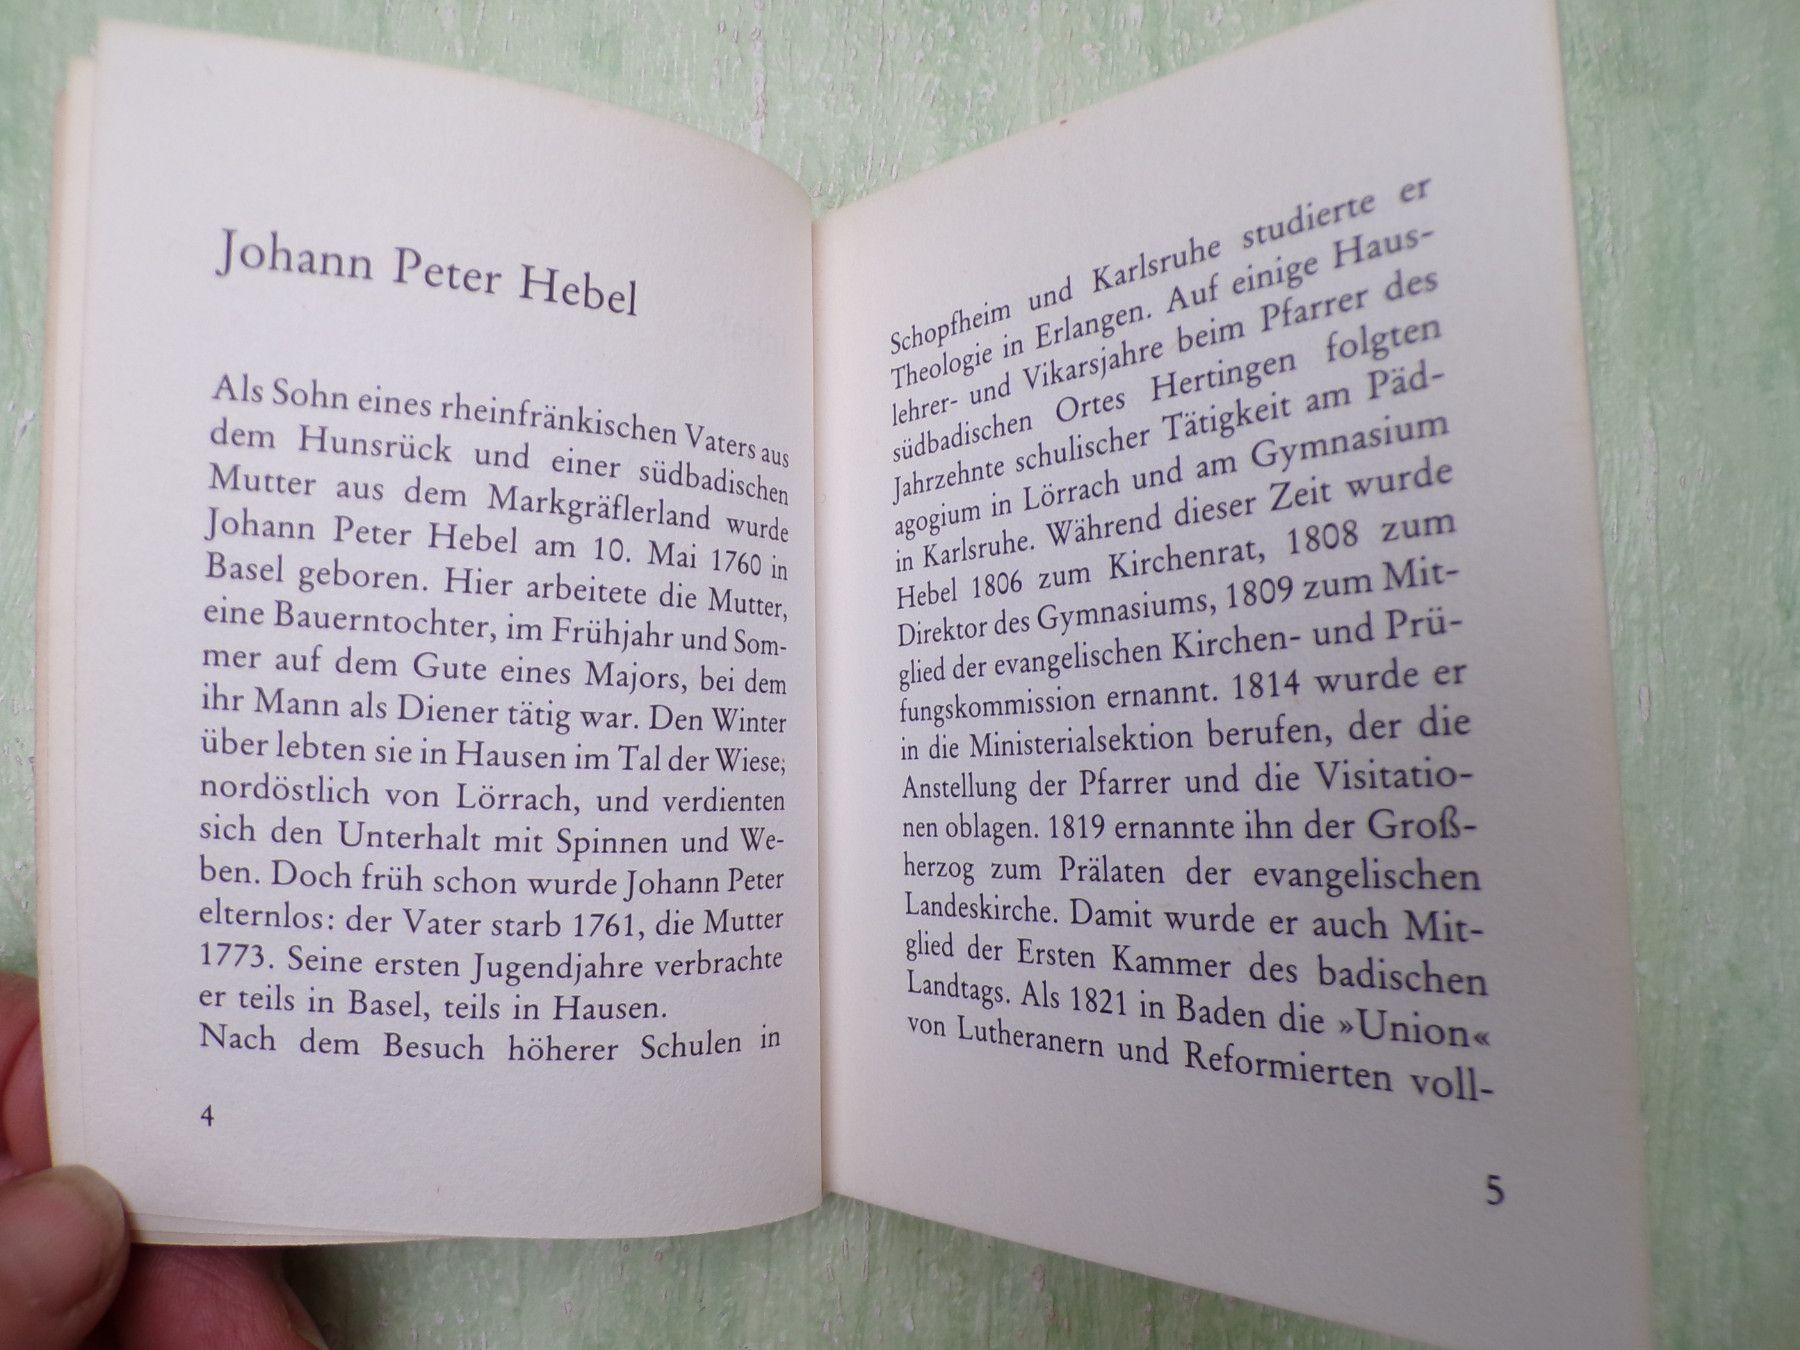 Johann Peter Hebel
Als Sohn eines rheinfränkischen Vaters aus
dem Hunsrück und einer südbadischen
Mutter aus dem Markgräflerland wurde
Johann Peter Hebel am 10. Mai 1760 in
Basel geboren. Hier arbeitete die Mutter,
eine Bauerntochter, im Frühjahr und Som-
mer auf dem Gute eines Majors, bei dem
ihr Mann als Diener tätig war. Den Winter
über lebten sie in Hausen im Tal der Wiese,
nordöstlich von Lörrach, und verdienten
sich den Unterhalt mit Spinnen und We-
ben. Doch früh schon wurde Johann Peter
elternlos: der Vater starb 1761, die Mutter
1773. Seine ersten Jugendjahre verbrachte
er teils in Basel, teils in Hausen.
Nach dem Besuch höherer Schulen in
4
Schopfheim und Karlsruhe studierte er
Theologie in Erlangen. Auf einige Haus-
lehrer- und Vikarsjahre beim Pfarrer des
südbadischen Ortes Hertingen folgten
Jahrzehnte schulischer Tätigkeit am Päd-
agogium in Lörrach und am Gymnasium
in Karlsruhe. Während dieser Zeit wurde
Hebel 1806 zum Kirchenrat, 1808 zum
Direktor des Gymnasiums, 1809 zum Mit-
glied der evangelischen Kirchen- und Prü-
fungskommission ernannt. 1814 wurde er
in die Ministerialsektion berufen, der die
Anstellung der Pfarrer und die Visitatio-
nen oblagen. 1819 ernannte ihn der Groß-
herzog zum Prälaten der evangelischen
Landeskirche. Damit wurde er auch Mit-
glied der Ersten Kammer des badischen
Landtags. Als 1821 in Baden die »Union«
von Lutheranern und Reformierten voll-
5